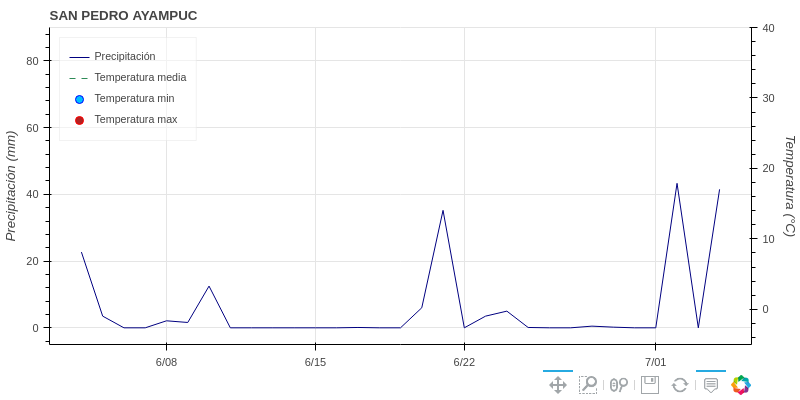 SAN PEDRO AYAMPUC
Precipitación
Temperatura media
Temperatura min
Temperatura max
Precipitación (mm)
80
60
40
20
0
Temperatura (°C)
40
30
20
10
0
6/08
6/15
6/22
7/01